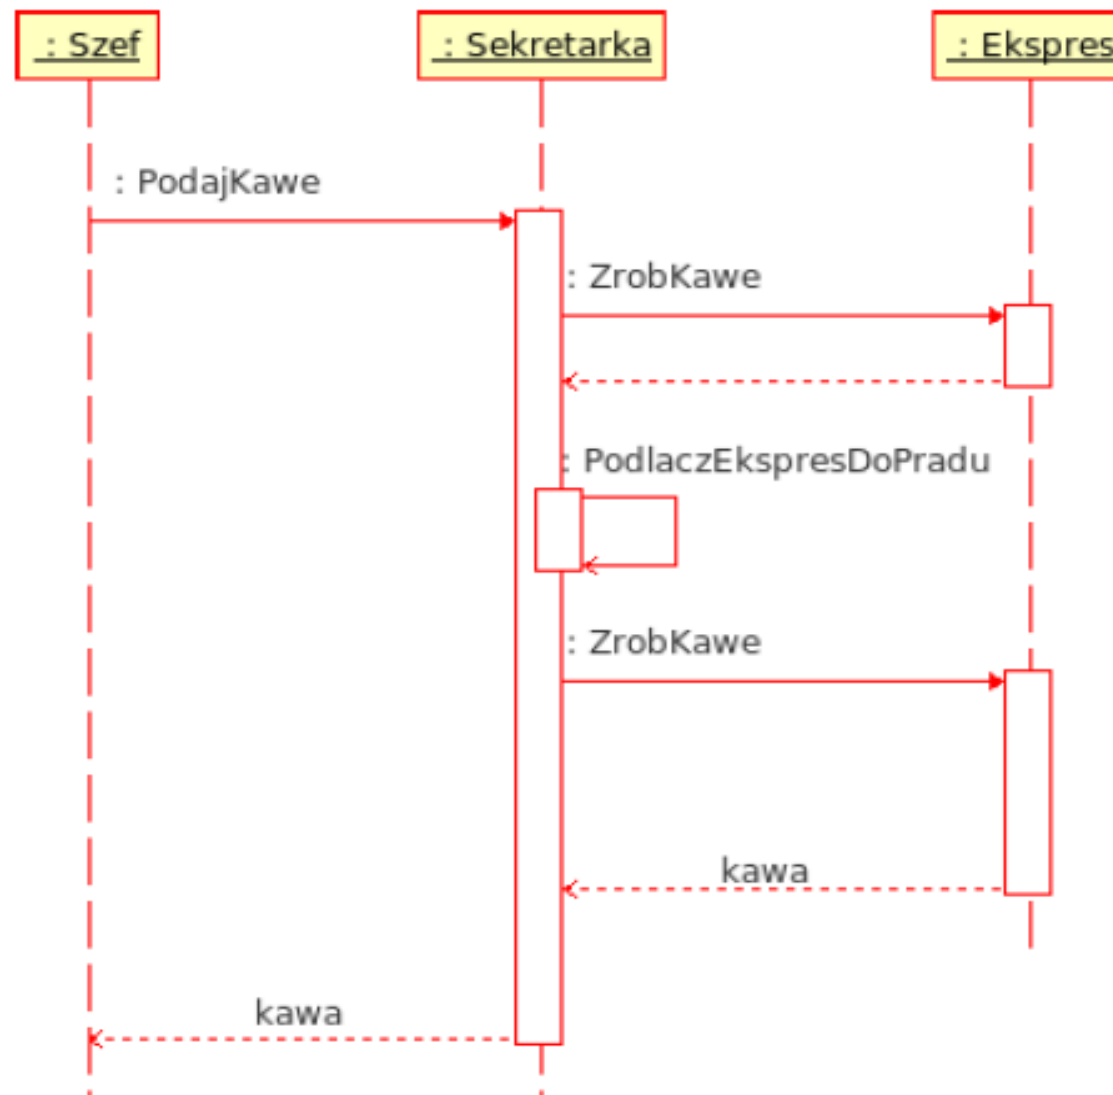 : Szef
: Sekretarka
: Ekspres
: PodajKawe
: ZrobKawe
: PodlaczEkspresDoPradu
: ZrobKawe
kawa
kawa